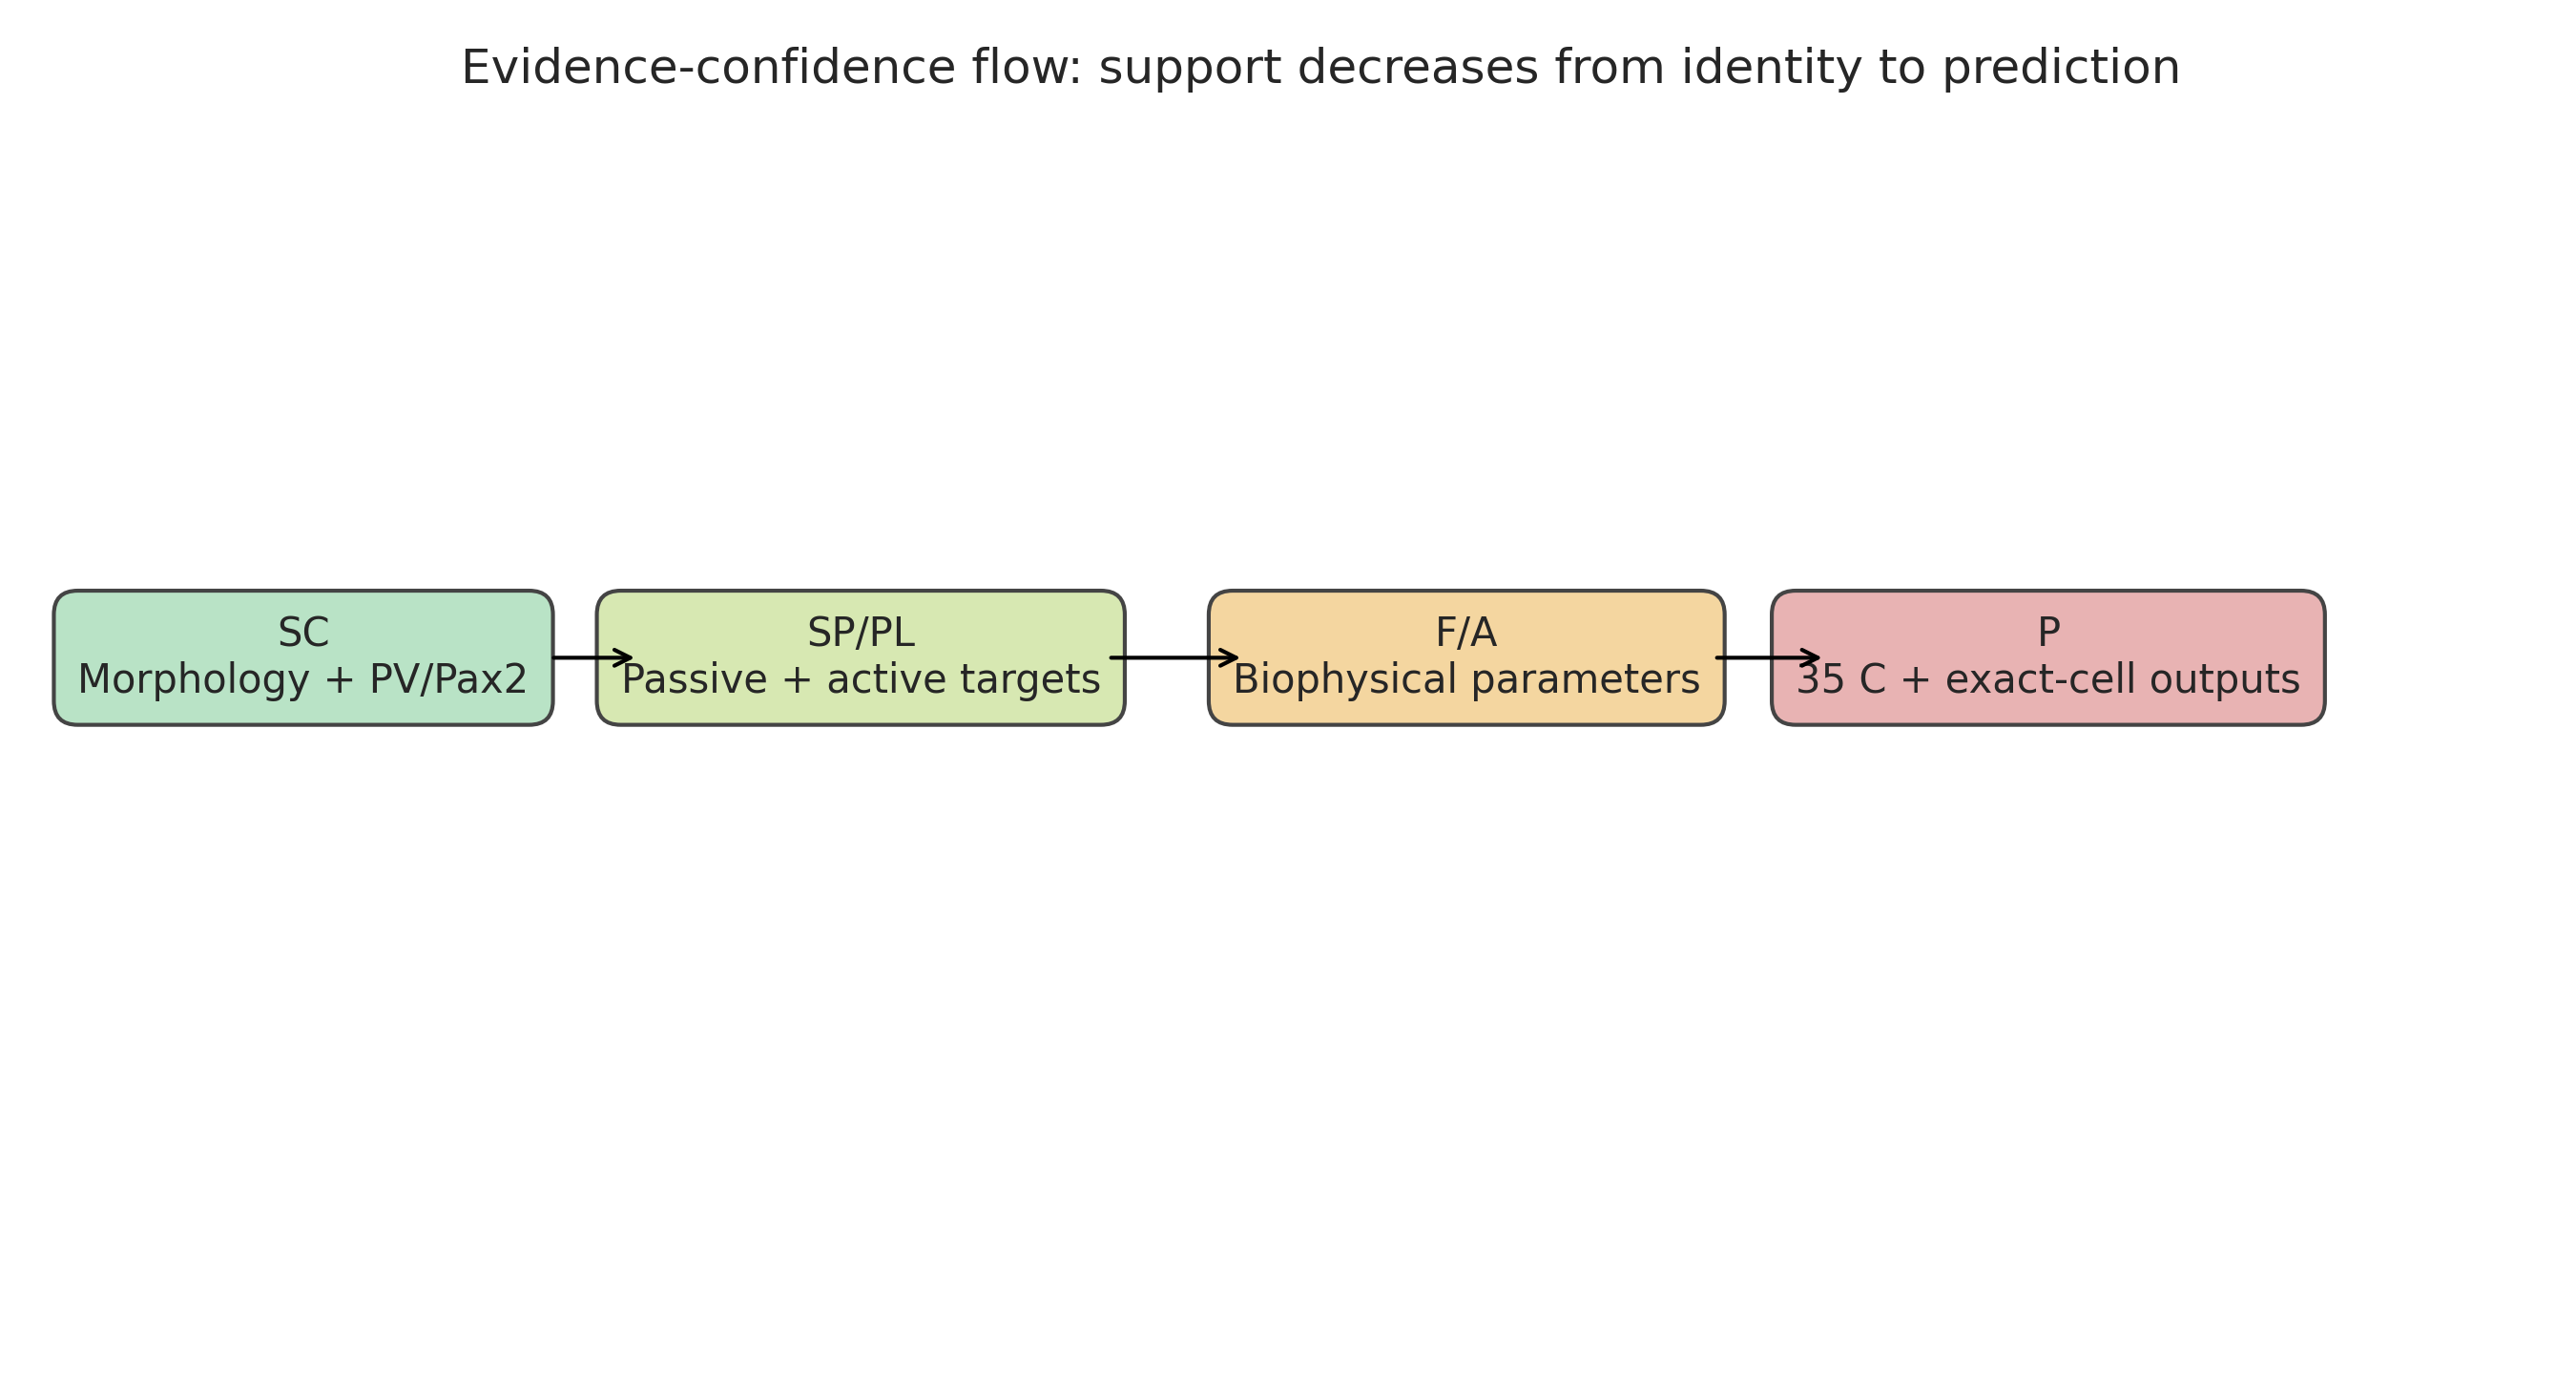 Evidence-confidence flow: support decreases from identity to prediction
SC
Morphology + PV/Pax2
SP/PL
Passive + active targets
F/A
Biophysical parameters
P
35 C + exact-cell outputs